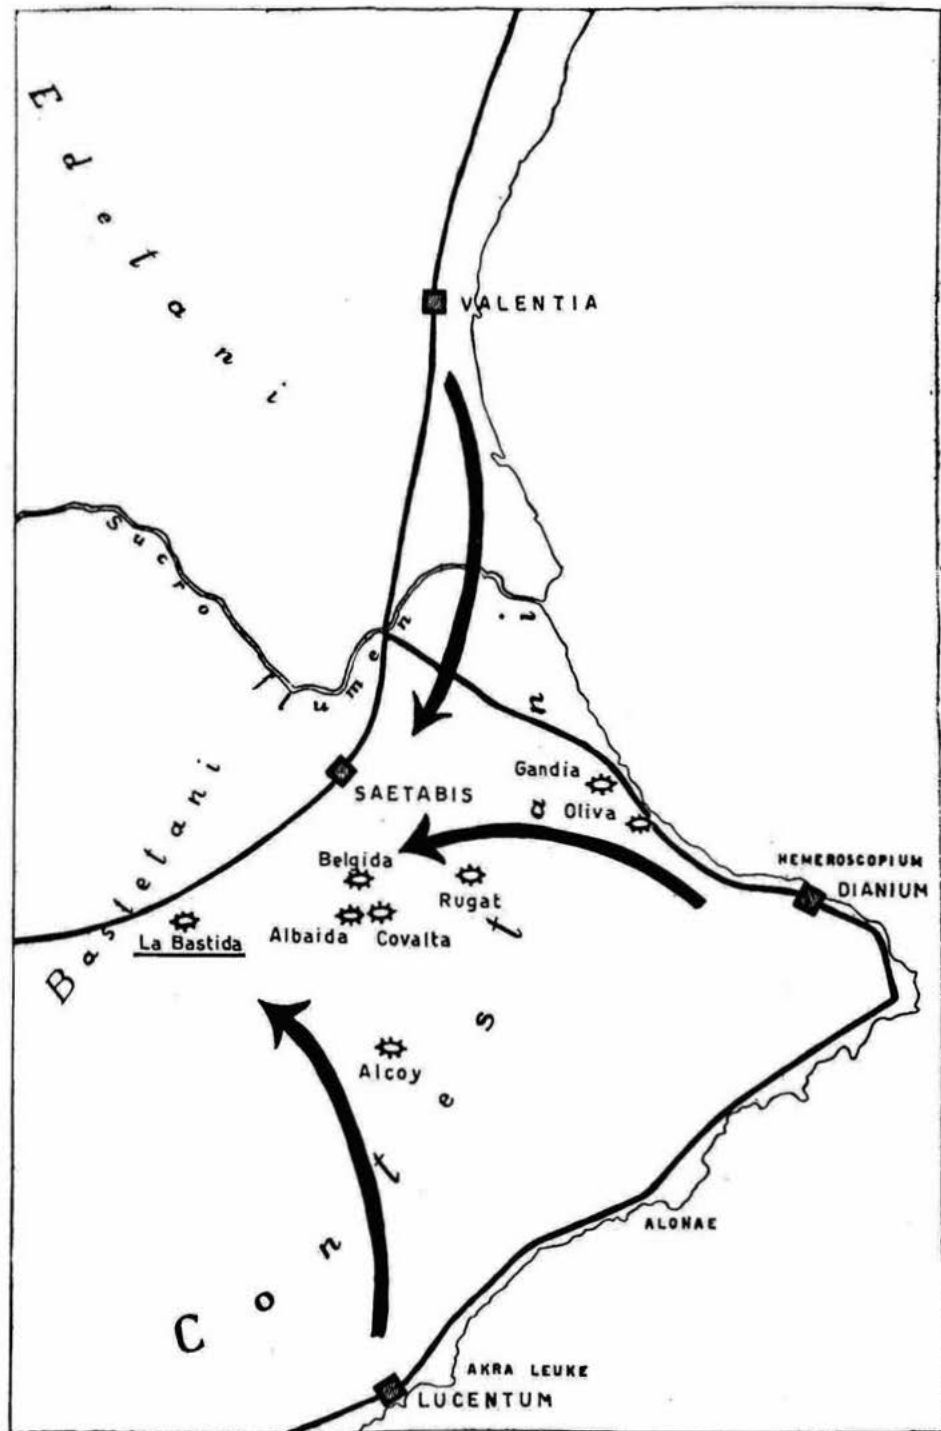 Edetani
VALENTIA
Sucro flumen
Bastetani
SAETABIS
Gandía
Oliva
HEMEROSCOPIUM
DIANIUM
Belgida
Rugat
La Bastida
Albaida
Covalta
Alcoy
Contestani
ALONAE
AKRA LEUKE
LUCENTUM